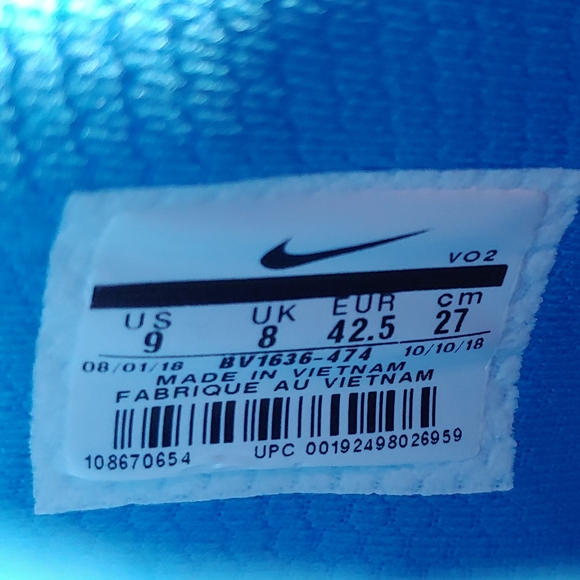 VO2
US UK EUR cm
9 8 42.5 27
08/01/18 BV1636-474 10/10/18
MADE IN VIETNAM
FABRIQUE AU VIETNAM
108670654 UPC 00192498026959